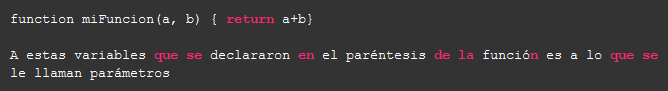 function miFuncion(a, b) { return a+b}
A estas variables que se declararon en el paréntesis de la función es a lo que se
le llaman parámetros